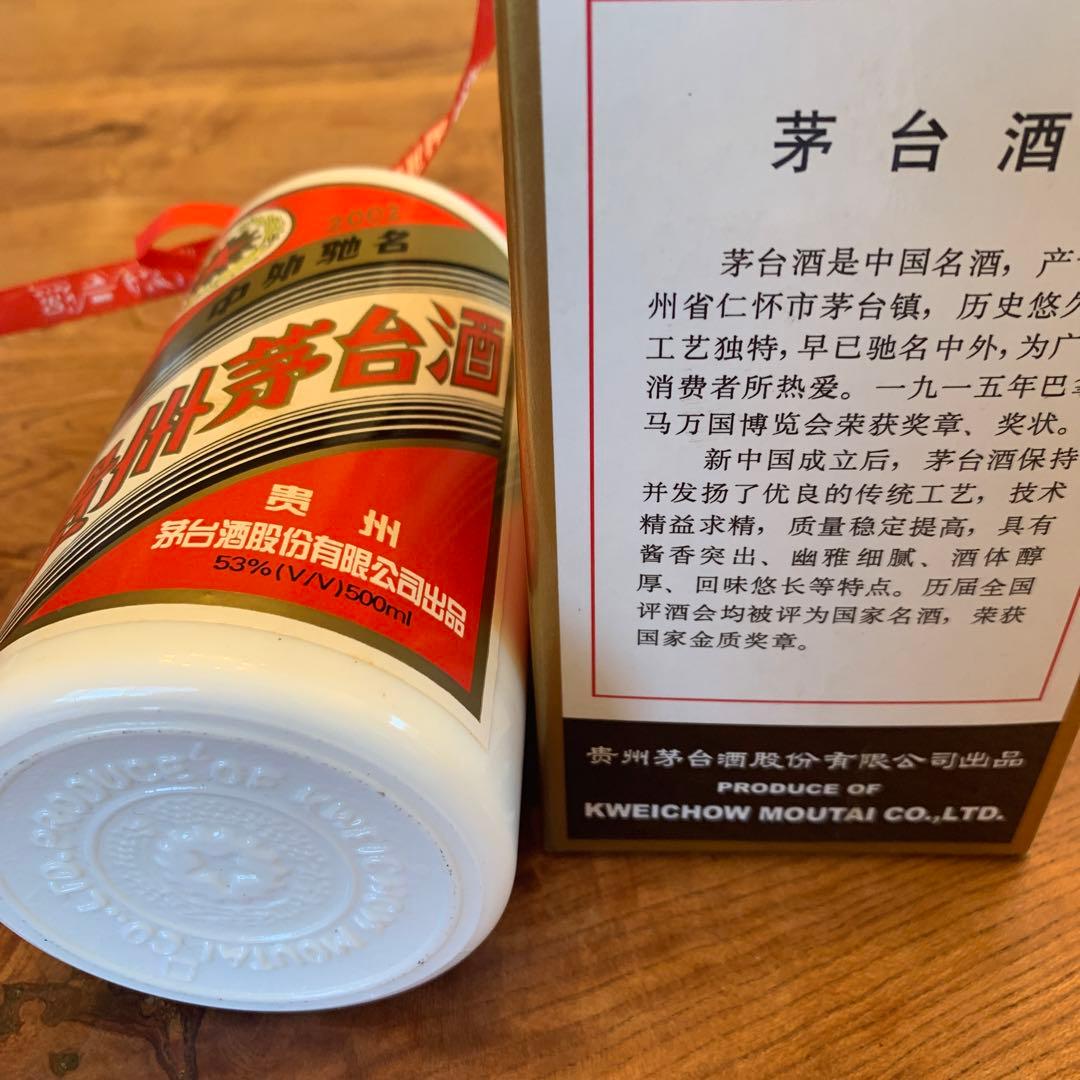 2002
中外驰名
贵州茅台酒
贵州
茅台酒股份有限公司出品
53%(V/V)500ml
PRODUCE OF KWEICHOW MOUTAI CO., LTD.
茅台酒
茅台酒是中国名酒，产
州省仁怀市茅台镇，历史悠久
工艺独特，早已驰名中外，为广
消费者所热爱。一九一五年巴拿
马万国博览会荣获奖章、奖状。
新中国成立后，茅台酒保持
并发扬了优良的传统工艺，技术
精益求精，质量稳定提高，具有
酱香突出、幽雅细腻、酒体醇
厚、回味悠长等特点。历届全国
评酒会均被评为国家名酒，荣获
国家金质奖章。
贵州茅台酒股份有限公司出品
PRODUCE OF
KWEICHOW MOUTAI CO.,LTD.